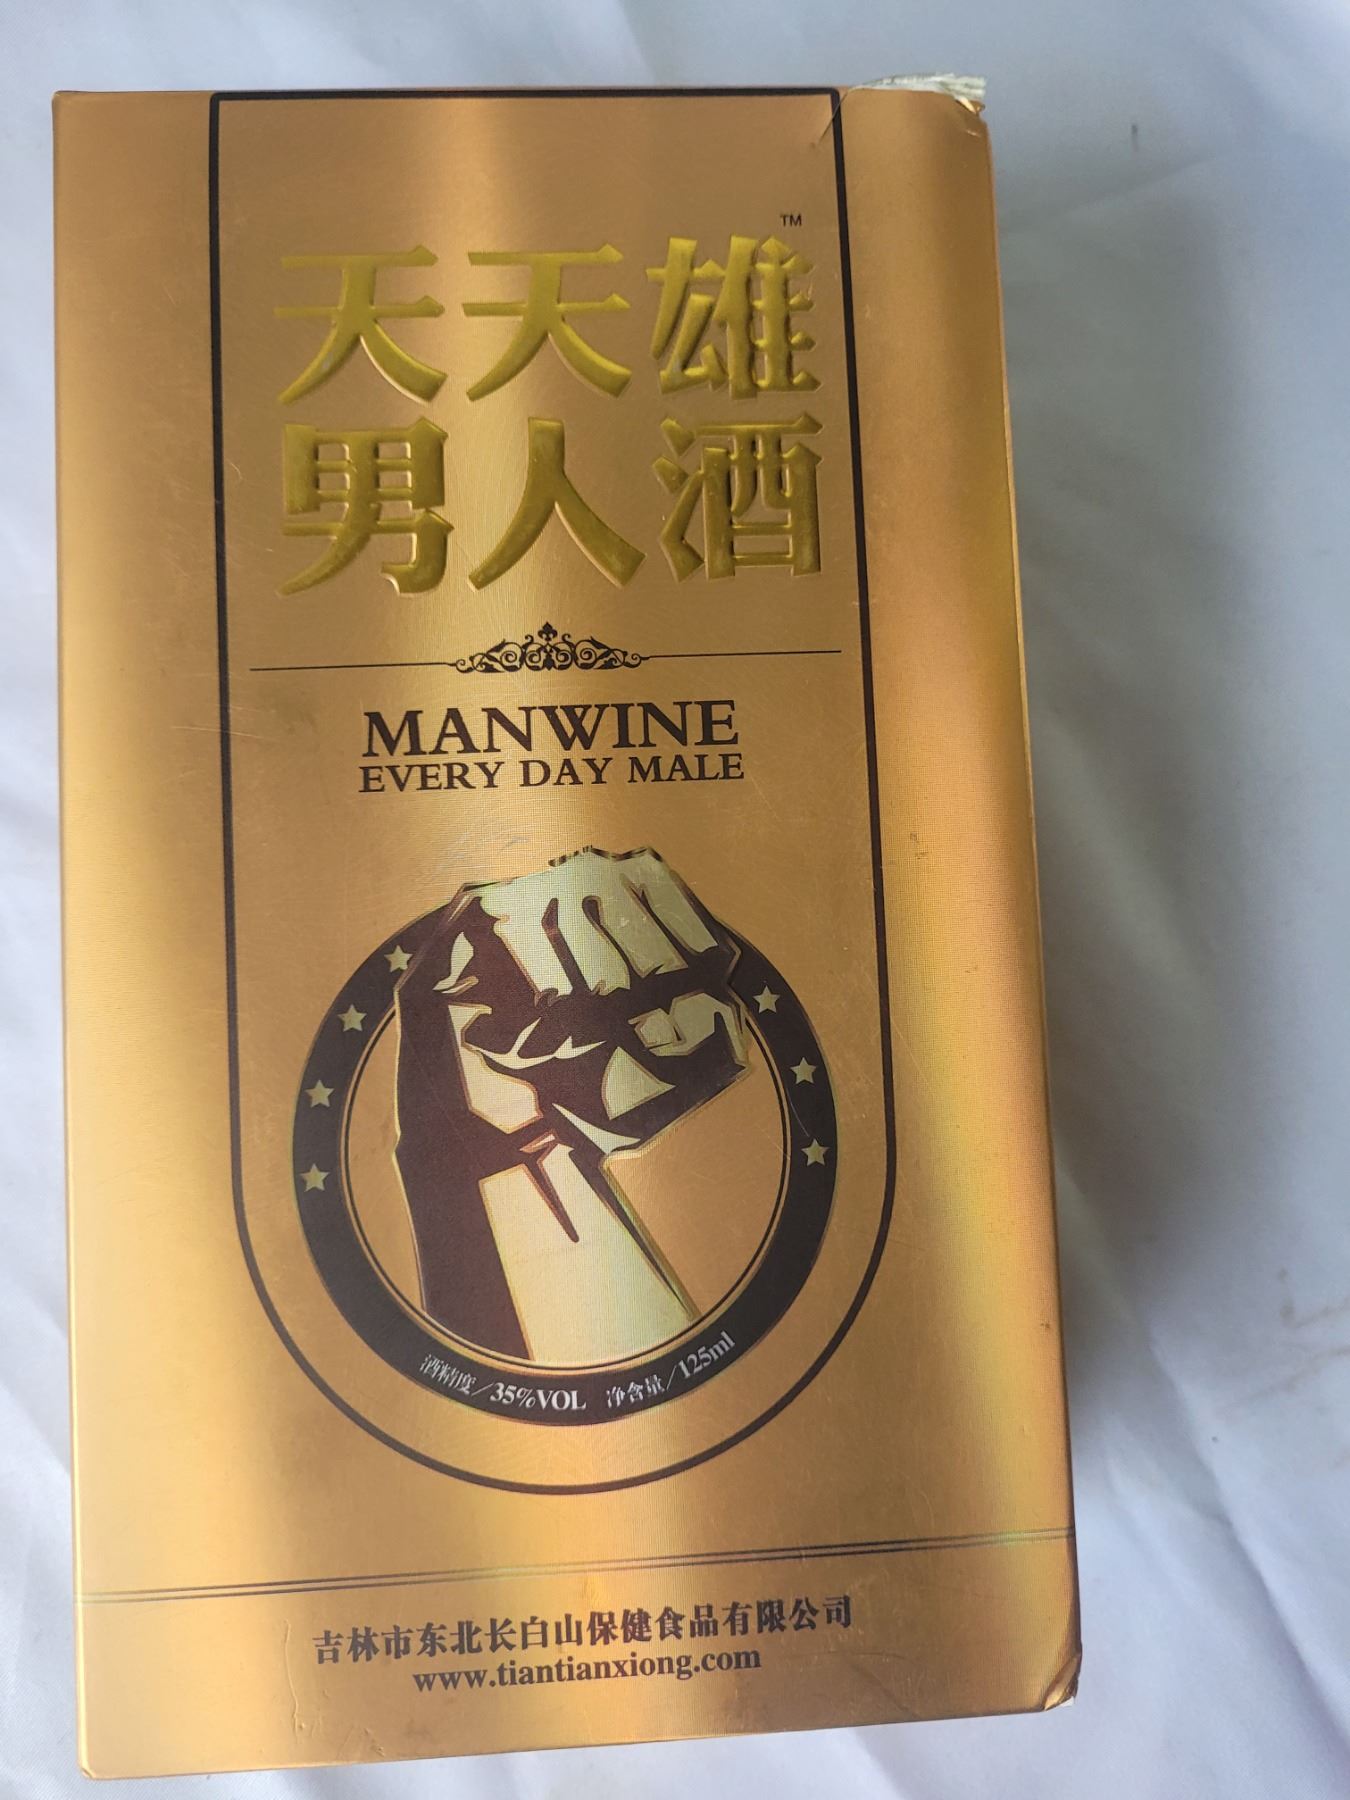 天天雄™
男人酒
MANWINE
EVERY DAY MALE
酒精度/35%VOL 净含量/125ml
吉林市东北长白山保健食品有限公司
www.tiantianxiong.com